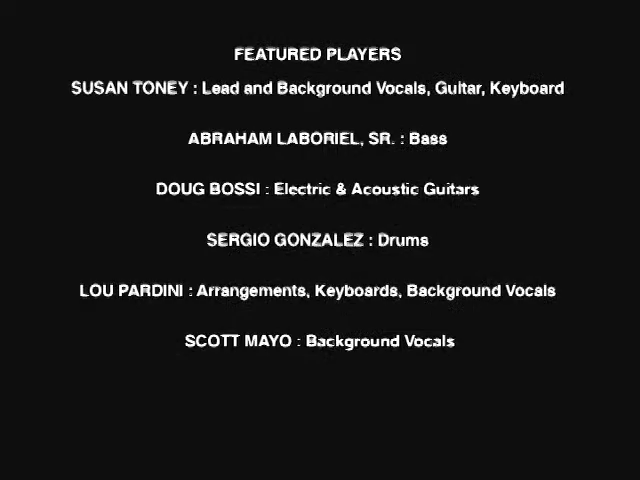 FEATURED PLAYERS
SUSAN TONEY : Lead and Background Vocals, Guitar, Keyboard
ABRAHAM LABORIEL, SR. : Bass
DOUG BOSSI : Electric & Acoustic Guitars
SERGIO GONZALEZ : Drums
LOU PARDINI : Arrangements, Keyboards, Background Vocals
SCOTT MAYO : Background Vocals